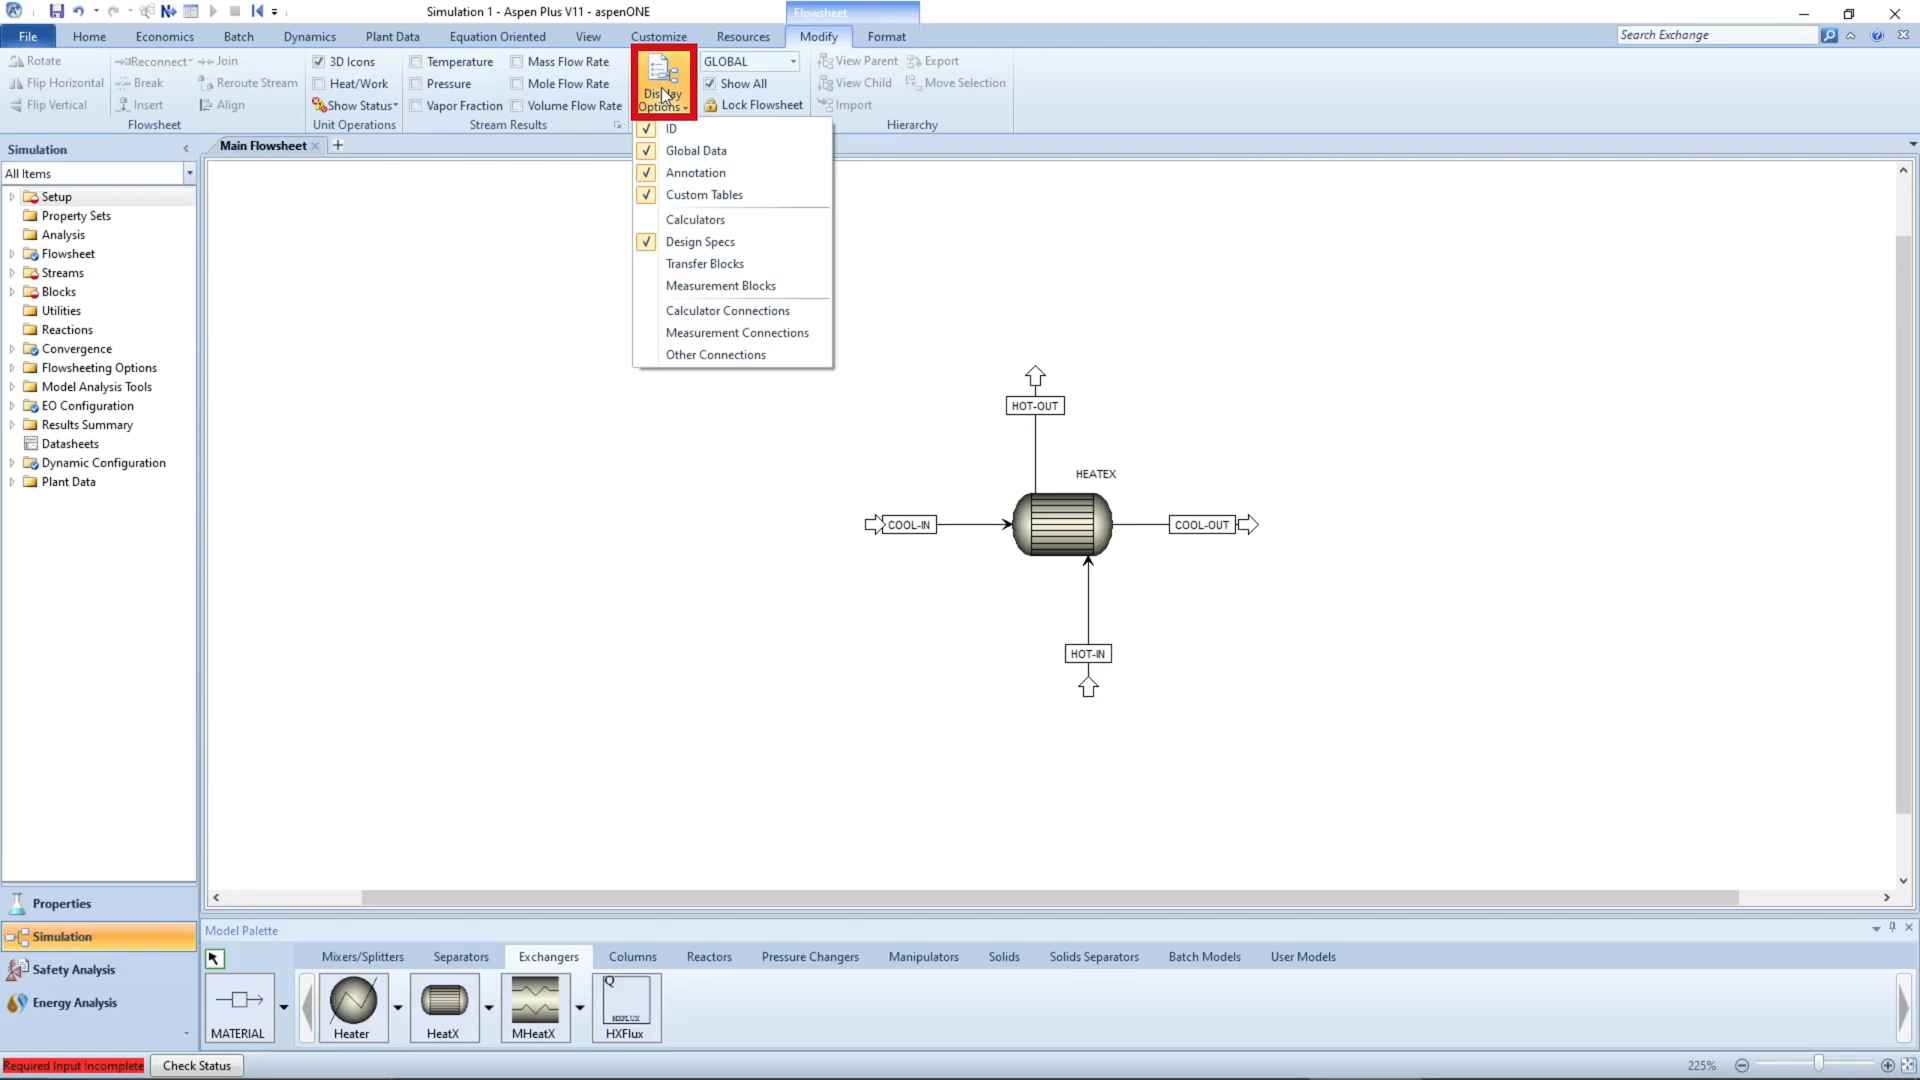 Simulation 1 - Aspen Plus V11 - aspenONE
Flowsheet
File Home Economics Batch Dynamics Plant Data Equation Oriented View Customize Resources Modify Format
Search Exchange
Rotate Reconnect Join
Flip Horizontal Break Reroute Stream
Flip Vertical Insert Align
Flowsheet
3D Icons
Heat/Work
Show Status
Unit Operations
Temperature Mass Flow Rate
Pressure Mole Flow Rate
Vapor Fraction Volume Flow Rate
Stream Results
Display
Options
GLOBAL
Show All
Lock Flowsheet
View Parent Export
View Child Move Selection
Import
Hierarchy
ID
Global Data
Annotation
Custom Tables
Calculators
Design Specs
Transfer Blocks
Measurement Blocks
Calculator Connections
Measurement Connections
Other Connections
Simulation
All Items
Setup
Property Sets
Analysis
Flowsheet
Streams
Blocks
Utilities
Reactions
Convergence
Flowsheeting Options
Model Analysis Tools
EO Configuration
Results Summary
Datasheets
Dynamic Configuration
Plant Data
Properties
Simulation
Safety Analysis
Energy Analysis
Main Flowsheet
HOT-OUT
HEATEX
COOL-IN
COOL-OUT
HOT-IN
Model Palette
Mixers/Splitters Separators Exchangers Columns Reactors Pressure Changers Manipulators Solids Solids Separators Batch Models User Models
Q
HXFLUX
MATERIAL Heater HeatX MHeatX HXFlux
Required Input Incomplete Check Status
225%